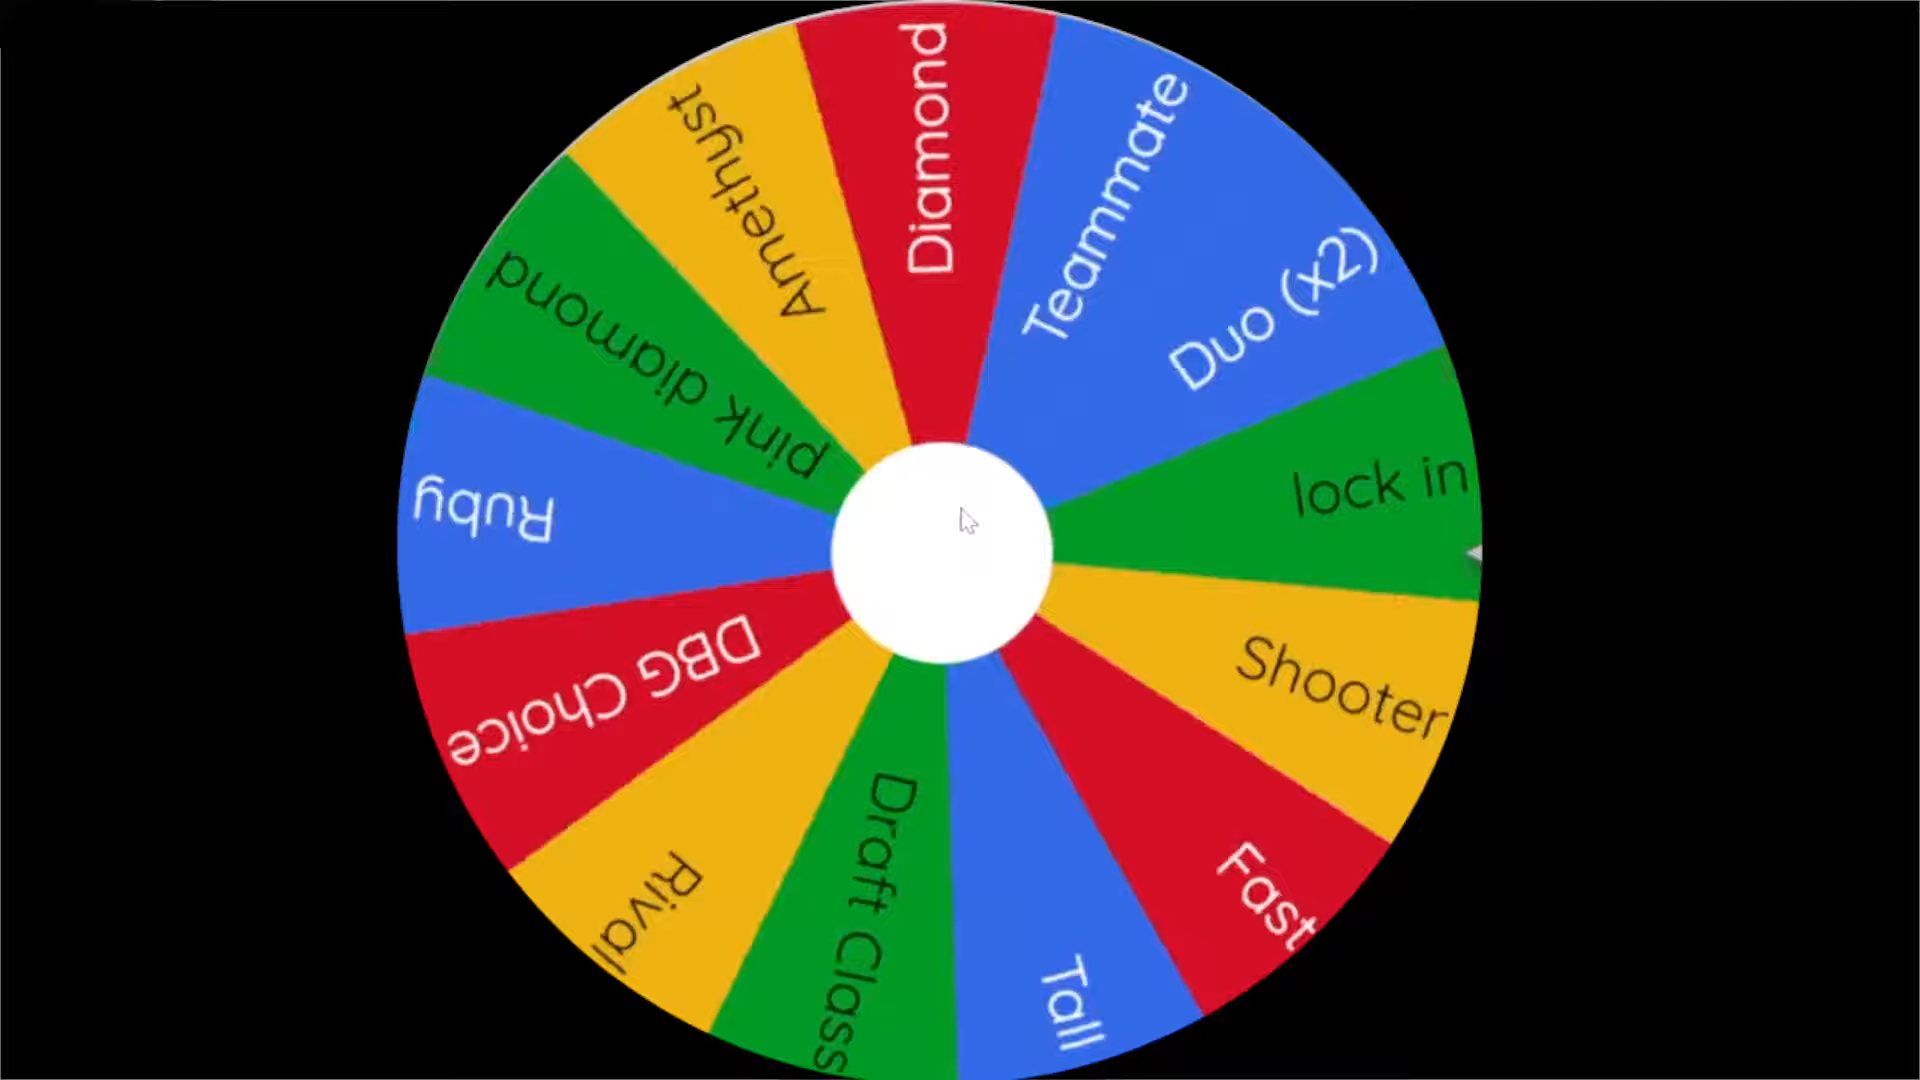 Diamond
Teammate
Duo (x2)
lock in
Shooter
Fast
Tall
Draft Class
Rival
DBG Choice
Ruby
pink diamond
Amethyst